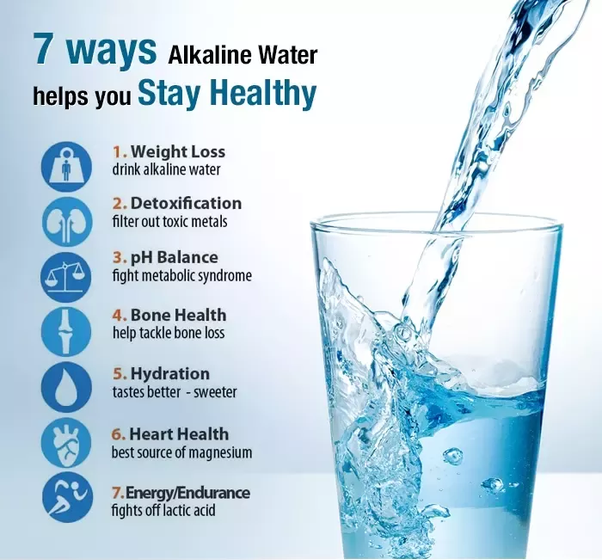 7 ways Alkaline Water
helps you Stay Healthy
1. Weight Loss
drink alkaline water
2. Detoxification
filter out toxic metals
3. pH Balance
fight metabolic syndrome
4. Bone Health
help tackle bone loss
5. Hydration
tastes better - sweeter
6. Heart Health
best source of magnesium
7.Energy/Endurance
fights off lactic acid